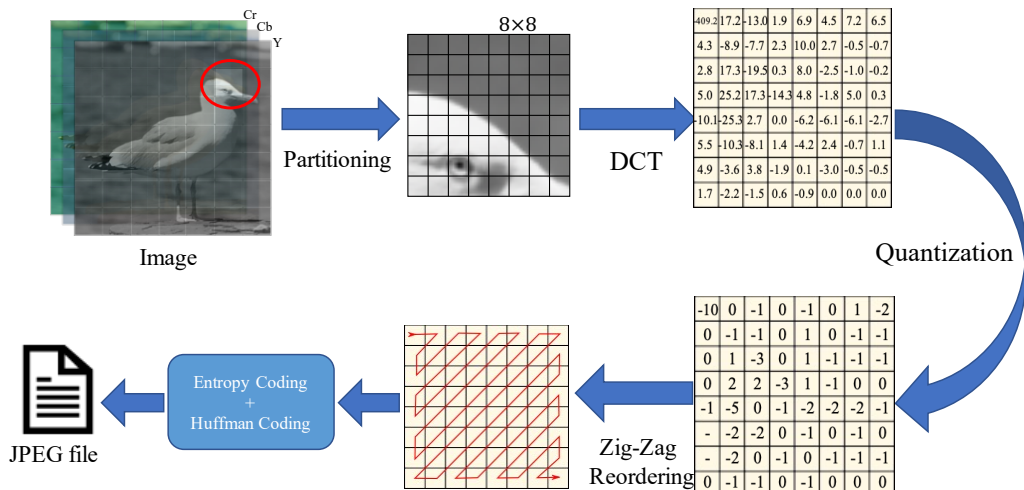 Cr
Cb
Y
Image
Partitioning
8×8
DCT
-409.2 17.2 -13.0 1.9 6.9 4.5 7.2 6.5
4.3 -8.9 -7.7 2.3 10.0 2.7 -0.5 -0.7
2.8 17.3 -19.5 0.3 8.0 -2.5 -1.0 -0.2
5.0 25.2 17.3 -14.3 4.8 -1.8 5.0 0.3
-10.1 -25.3 2.7 0.0 -6.2 -6.1 -6.1 -2.7
5.5 -10.3 -8.1 1.4 -4.2 2.4 -0.7 1.1
4.9 -3.6 3.8 -1.9 0.1 -3.0 -0.5 -0.5
1.7 -2.2 -1.5 0.6 -0.9 0.0 0.0 0.0
Quantization
-10 0 -1 0 -1 0 1 -2
0 -1 -1 0 1 0 -1 -1
0 1 -3 0 1 -1 -1 -1
0 2 2 -3 1 -1 0 0
-1 -5 0 -1 -2 -2 -2 -1
- -2 -2 0 -1 0 -1 0
- -2 0 -1 0 -1 -1 -1
0 -1 -1 0 -1 0 0 0
Zig-Zag
Reordering
Entropy Coding
+
Huffman Coding
JPEG file